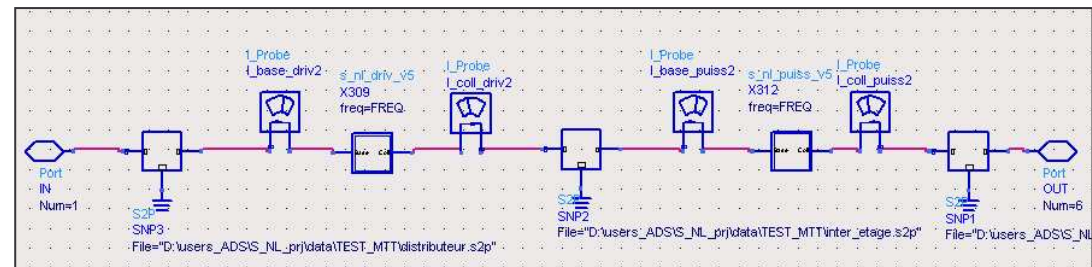 I_Probe
I_base_driv2
s_nl_driv_v5
X309
freq=FREQ
I_Probe
I_coll_driv2
I_Probe
I_base_puiss2
s_nl_puiss_v5
X312
freq=FREQ
I_Probe
I_coll_puiss2
Port
IN
Num=1
S2P
SNP3
File="D:\users_ADS\S_NL_prj\data\TEST_MTT\distributeur.s2p"
S2P
SNP2
File="D:\users_ADS\S_NL_prj\data\TEST_MTT\inter_etage.s2p"
S2P
SNP1
File="D:\users_ADS\S_NL
Port
OUT
Num=6